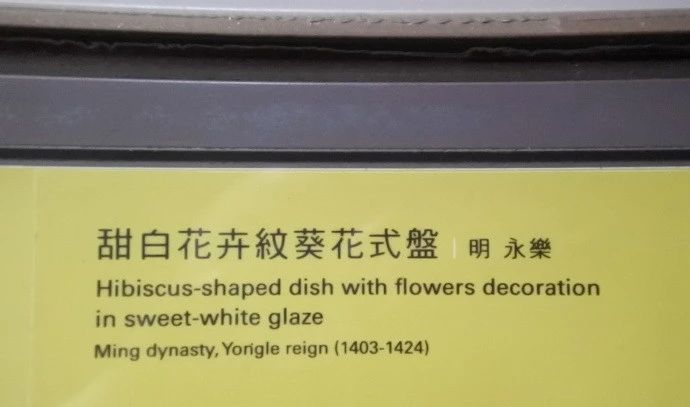 甜白花卉紋葵花式盤 | 明 永樂
Hibiscus-shaped dish with flowers decoration
in sweet-white glaze
Ming dynasty, Yongle reign (1403-1424)